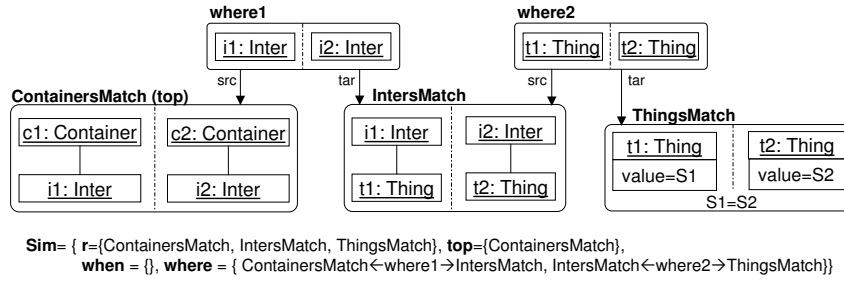 where1
where2
i1: Inter
i2: Inter
t1: Thing
t2: Thing
src
tar
src
tar
ContainersMatch (top)
IntersMatch
ThingsMatch
c1: Container
c2: Container
i1: Inter
i2: Inter
t1: Thing
t2: Thing
value=S1
value=S2
i1: Inter
i2: Inter
t1: Thing
t2: Thing
S1=S2
Sim= { r={ContainersMatch, IntersMatch, ThingsMatch}, top={ContainersMatch},
when = {}, where = { ContainersMatch←where1→IntersMatch, IntersMatch←where2→ThingsMatch}}